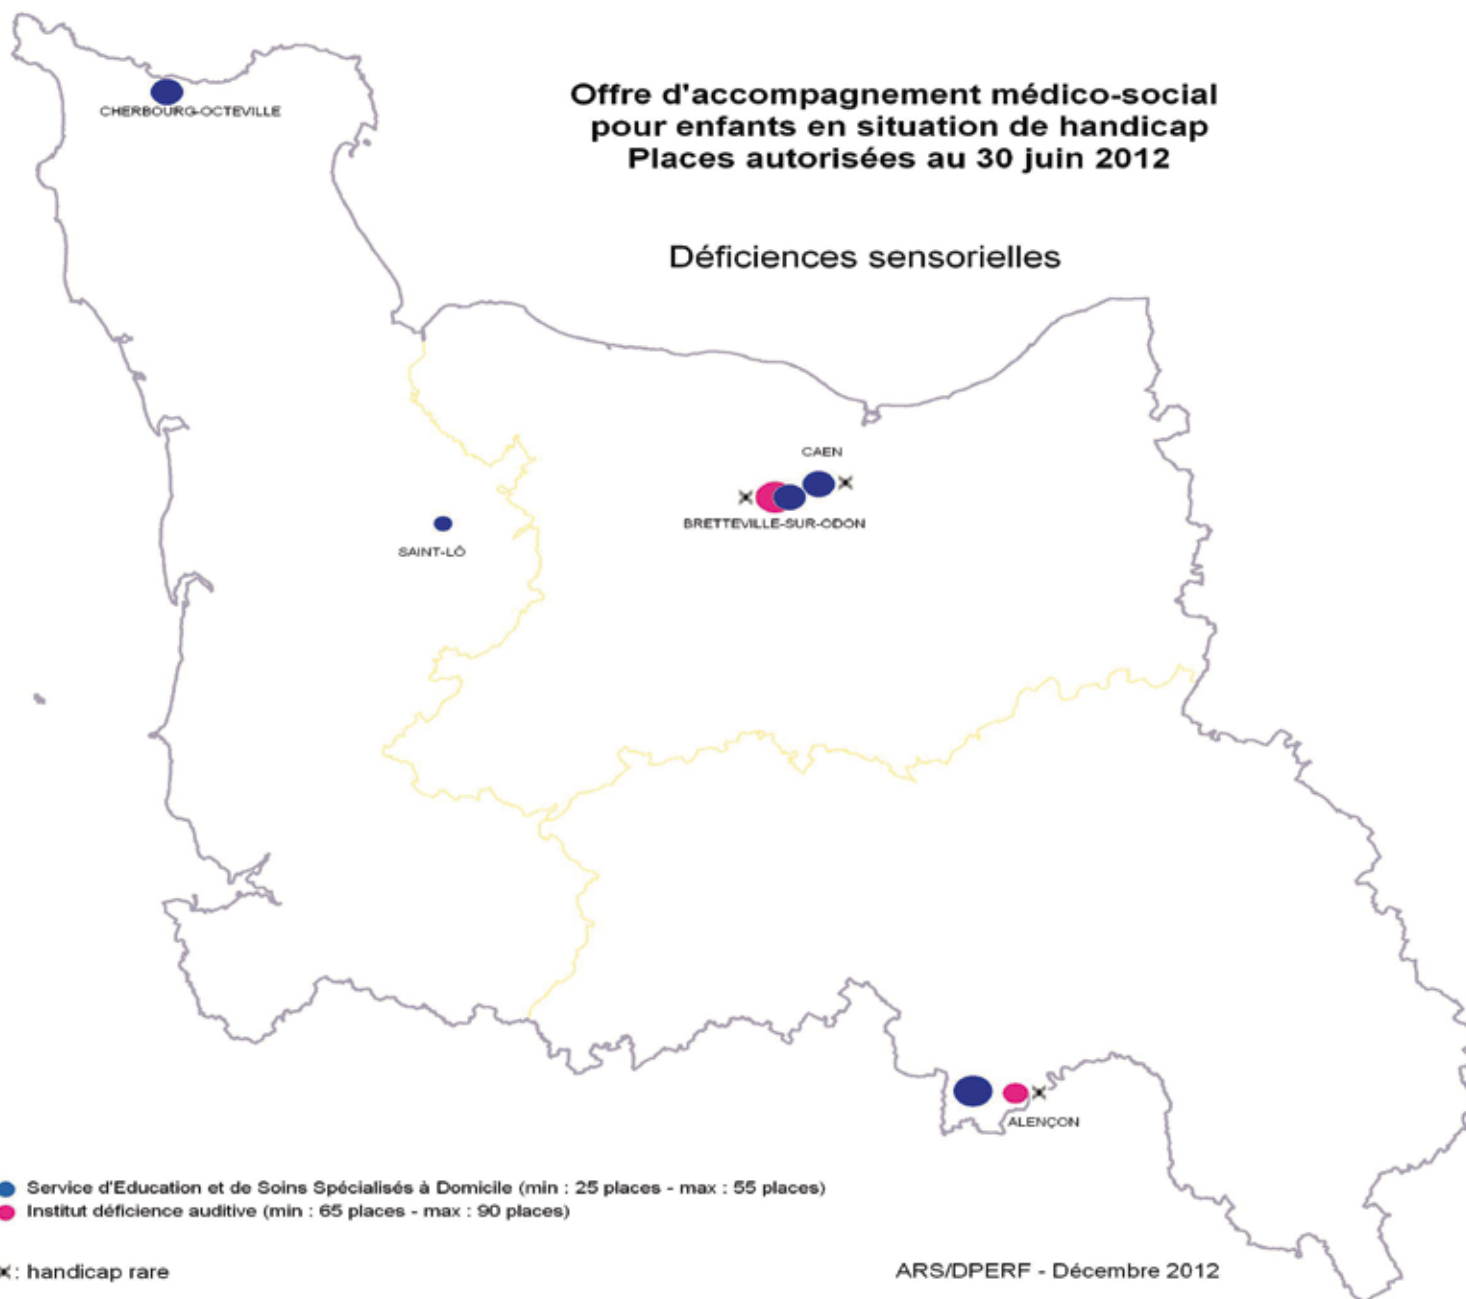 Offre d'accompagnement médico-social
pour enfants en situation de handicap
Places autorisées au 30 juin 2012
Déficiences sensorielles
CHERBOURG-OCTEVILLE
CAEN
BRETTEVILLE-SUR-ODON
SAINT-LÔ
ALENÇON
Service d'Education et de Soins Spécialisés à Domicile (min : 25 places - max : 55 places)
Institut déficience auditive (min : 65 places - max : 90 places)
: handicap rare
ARS/DPERF - Décembre 2012